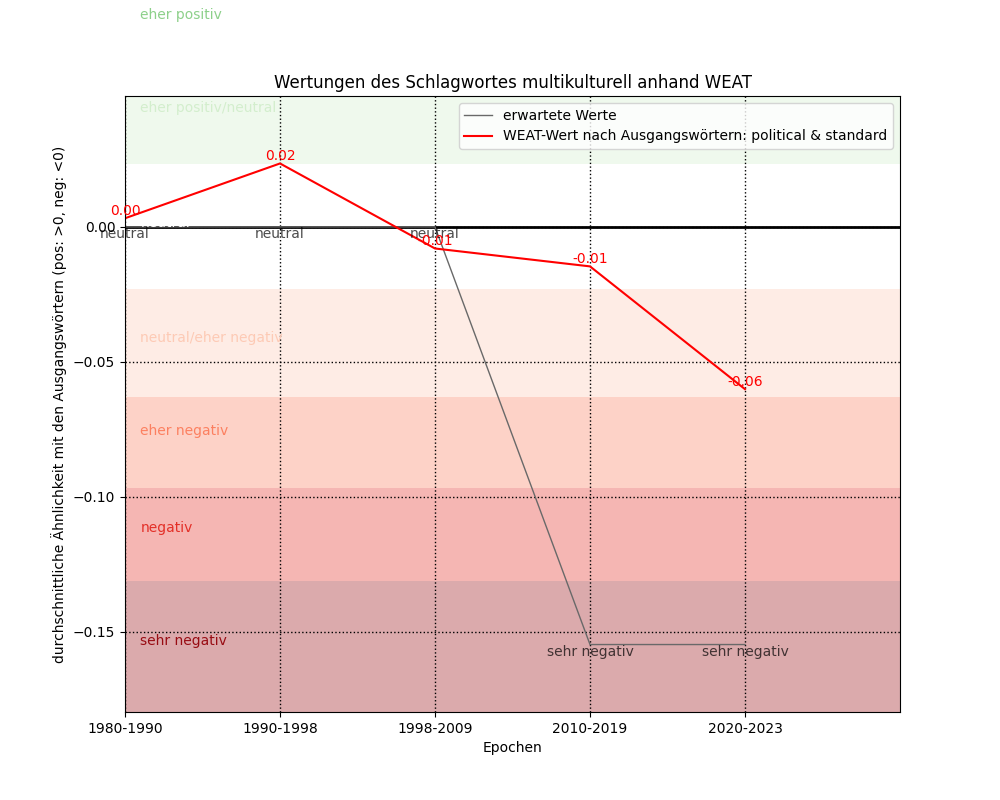 eher positiv
Wertungen des Schlagwortes multikulturell anhand WEAT
eher positiv/neutral
erwartete Werte
WEAT-Wert nach Ausgangswörtern: political & standard
0.02
0.00
0.00
neutral
neutral
neutral
-0.01
-0.01
neutral/eher negativ
−0.05
-0.06
eher negativ
−0.10
negativ
−0.15
sehr negativ
sehr negativ
sehr negativ
durchschnittliche Ähnlichkeit mit den Ausgangswörtern (pos: >0, neg: <0)
1980-1990
1990-1998
1998-2009
2010-2019
2020-2023
Epochen